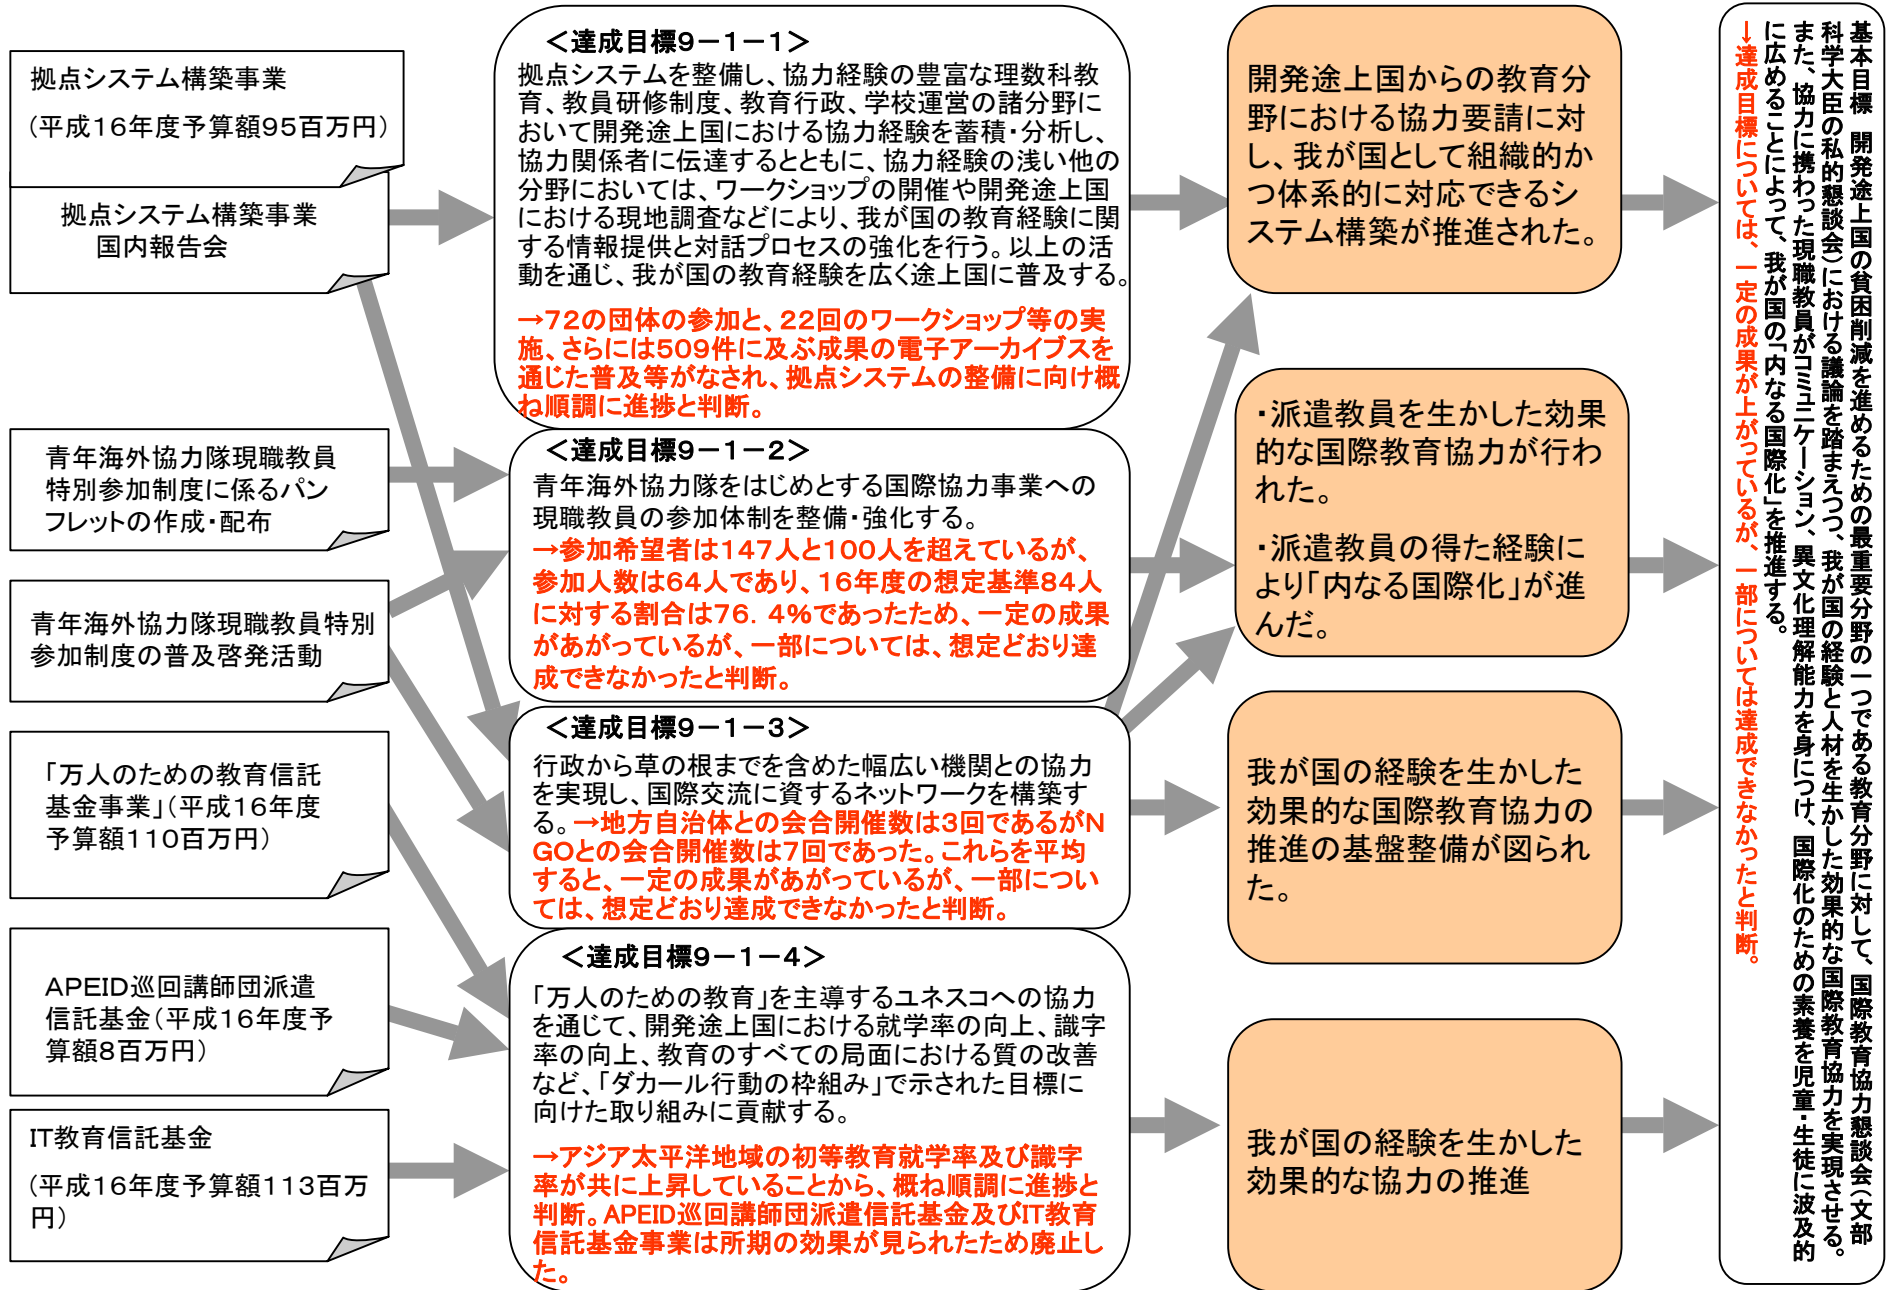 拠点システム構築事業
(平成16年度予算額95百万円)
拠点システム構築事業
国内報告会
青年海外協力隊現職教員
特別参加制度に係るパン
フレットの作成・配布
青年海外協力隊現職教員特別
参加制度の普及啓発活動
「万人のための教育信託
基金事業」(平成16年度
予算額110百万円)
APEID巡回講師団派遣
信託基金(平成16年度予
算額8百万円)
IT教育信託基金
(平成16年度予算額113百万
円)
<達成目標9-1-1>
拠点システムを整備し、協力経験の豊富な理数科教
育、教員研修制度、教育行政、学校運営の諸分野に
おいて開発途上国における協力経験を蓄積・分析し、
協力関係者に伝達するとともに、協力経験の浅い他の
分野においては、ワークショップの開催や開発途上国
における現地調査などにより、我が国の教育経験に関
する情報提供と対話プロセスの強化を行う。以上の活
動を通じ、我が国の教育経験を広く途上国に普及する。
→72の団体の参加と、22回のワークショップ等の実
施、さらには509件に及ぶ成果の電子アーカイブスを
通じた普及等がなされ、拠点システムの整備に向け概
ね順調に進捗と判断。
<達成目標9-1-2>
青年海外協力隊をはじめとする国際協力事業への
現職教員の参加体制を整備・強化する。
→参加希望者は147人と100人を超えているが、
参加人数は64人であり、16年度の想定基準84人
に対する割合は76.4%であったため、一定の成果
があがっているが、一部については、想定どおり達
成できなかったと判断。
<達成目標9-1-3>
行政から草の根までを含めた幅広い機関との協力
を実現し、国際交流に資するネットワークを構築す
る。→地方自治体との会合開催数は3回であるがN
GOとの会合開催数は7回であった。これらを平均
すると、一定の成果があがっているが、一部につい
ては、想定どおり達成できなかったと判断。
<達成目標9-1-4>
「万人のための教育」を主導するユネスコへの協力
を通じて、開発途上国における就学率の向上、識字
率の向上、教育のすべての局面における質の改善
など、「ダカール行動の枠組み」で示された目標に
向けた取り組みに貢献する。
→アジア太平洋地域の初等教育就学率及び識字
率が共に上昇していることから、概ね順調に進捗と
判断。APEID巡回講師団派遣信託基金及びIT教育
信託基金事業は所期の効果が見られたため廃止し
た。
開発途上国からの教育分
野における協力要請に対
し、我が国として組織的か
つ体系的に対応できるシ
ステム構築が推進された。
・派遣教員を生かした効果
的な国際教育協力が行わ
れた。
・派遣教員の得た経験に
より「内なる国際化」が進
んだ。
我が国の経験を生かした
効果的な国際教育協力の
推進の基盤整備が図られ
た。
我が国の経験を生かした
効果的な協力の推進
基本目標 開発途上国の貧困削減を進めるための最重要分野の一つである教育分野に対して、国際教育協力懇談会(文部
科学大臣の私的懇談会)における議論を踏まえつつ、我が国の経験と人材を生かした効果的な国際教育協力を実現させる。
また、協力に携わった現職教員がコミュニケーション、異文化理解能力を身につけ、国際化のための素養を児童・生徒に波及的
に広めることによって、我が国の「内なる国際化」を推進する。
→達成目標については、一定の成果が上がっているが、一部については達成できなかったと判断。